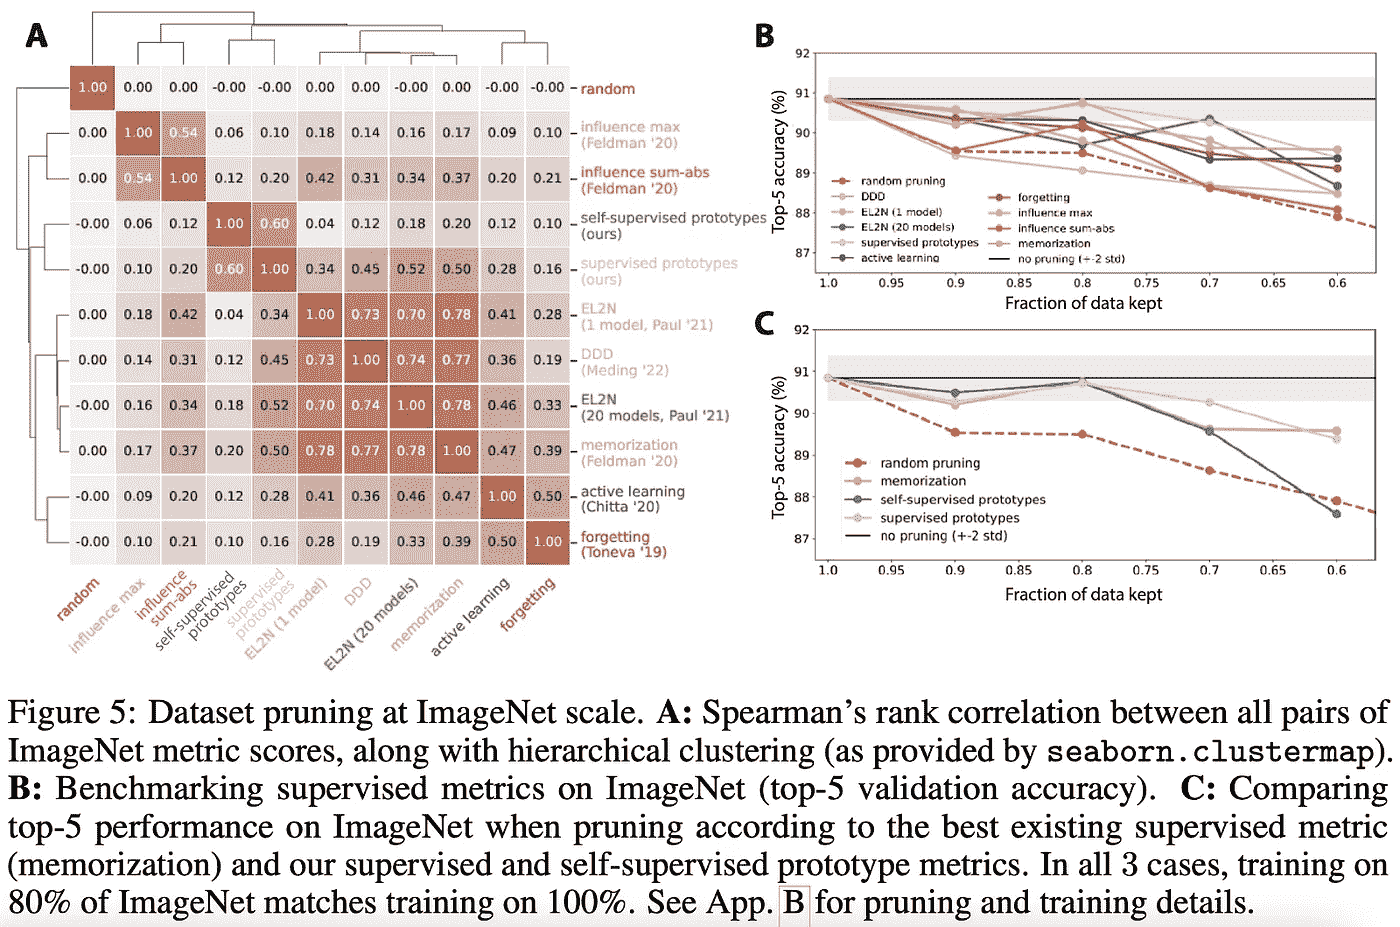 A
1.00 0.00 0.00 -0.00 -0.00 0.00 0.00 -0.00 0.00 -0.00 -0.00 random
0.00 1.00 0.54 0.06 0.10 0.18 0.14 0.16 0.17 0.09 0.10 influence max
(Feldman '20)
0.00 0.54 1.00 0.12 0.20 0.42 0.31 0.34 0.37 0.20 0.21 influence sum-abs
(Feldman '20)
-0.00 0.06 0.12 1.00 0.60 0.04 0.12 0.18 0.20 0.12 0.10 self-supervised prototypes
(ours)
-0.00 0.10 0.20 0.60 1.00 0.34 0.45 0.52 0.50 0.28 0.16 supervised prototypes
(ours)
0.00 0.18 0.42 0.04 0.34 1.00 0.73 0.70 0.78 0.41 0.28 EL2N
(1 model, Paul '21)
0.00 0.14 0.31 0.12 0.45 0.73 1.00 0.74 0.77 0.36 0.19 DDD
(Meding '22)
-0.00 0.16 0.34 0.18 0.52 0.70 0.74 1.00 0.78 0.46 0.33 EL2N
(20 models, Paul '21)
0.00 0.17 0.37 0.20 0.50 0.78 0.77 0.78 1.00 0.47 0.39 memorization
(Feldman '20)
-0.00 0.09 0.20 0.12 0.28 0.41 0.36 0.46 0.47 1.00 0.50 active learning
(Chitta '20)
-0.00 0.10 0.21 0.10 0.16 0.28 0.19 0.33 0.39 0.50 1.00 forgetting
(Toneva '19)
random
influence max
influence
sum-abs
self-supervised
prototypes
supervised
prototypes
EL2N (1 model)
DDD
EL2N (20 models)
memorization
active learning
forgetting
B
Top-5 accuracy (%)
92
91
90
89
88
87
random pruning
DDD
EL2N (1 model)
EL2N (20 models)
supervised prototypes
active learning
forgetting
influence max
influence sum-abs
memorization
no pruning (+-2 std)
1.0 0.95 0.9 0.85 0.8 0.75 0.7 0.65 0.6
Fraction of data kept
C
Top-5 accuracy (%)
92
91
90
89
88
87
random pruning
memorization
self-supervised prototypes
supervised prototypes
no pruning (+-2 std)
1.0 0.95 0.9 0.85 0.8 0.75 0.7 0.65 0.6
Fraction of data kept
Figure 5: Dataset pruning at ImageNet scale. A: Spearman's rank correlation between all pairs of
ImageNet metric scores, along with hierarchical clustering (as provided by seaborn.clustermap).
B: Benchmarking supervised metrics on ImageNet (top-5 validation accuracy). C: Comparing
top-5 performance on ImageNet when pruning according to the best existing supervised metric
(memorization) and our supervised and self-supervised prototype metrics. In all 3 cases, training on
80% of ImageNet matches training on 100%. See App. B for pruning and training details.